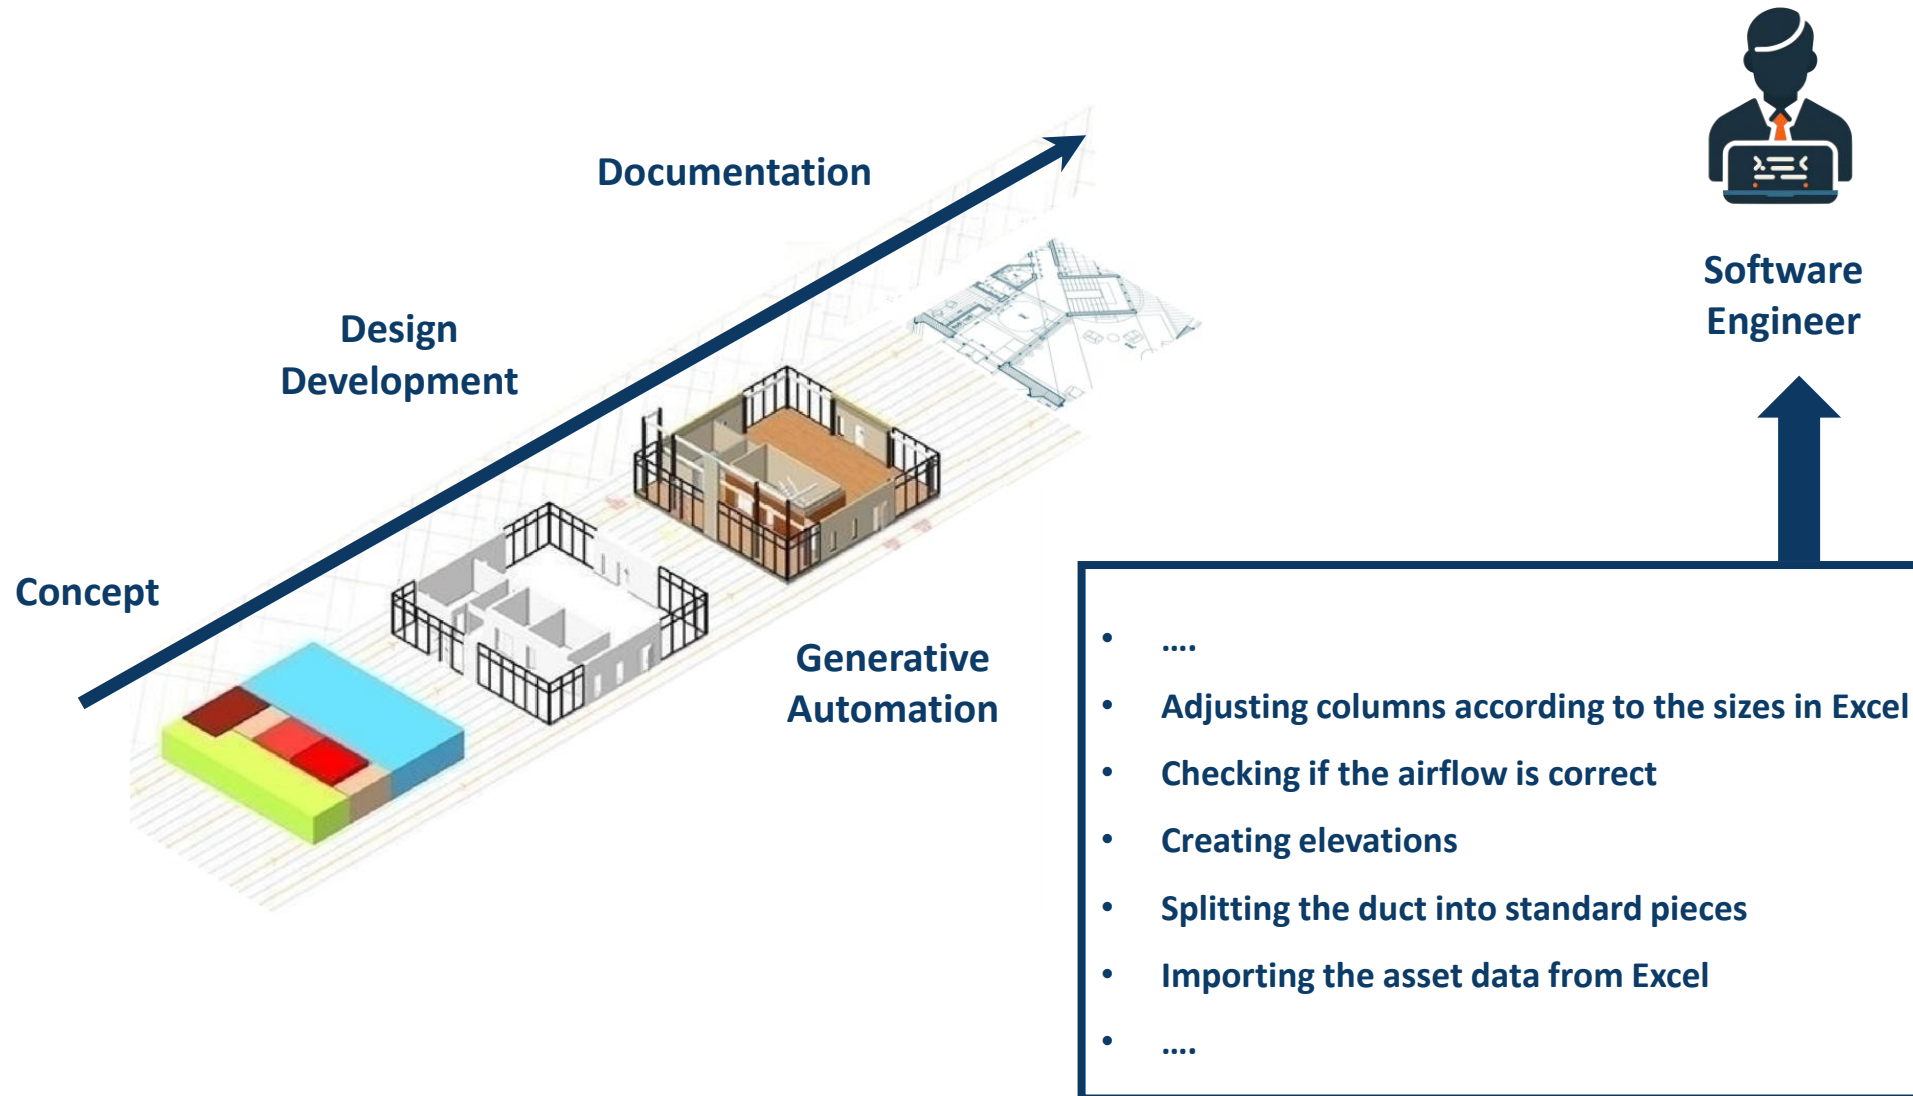 Documentation
Software
Engineer
Design
Development
Concept
Generative
Automation
• ….
• Adjusting columns according to the sizes in Excel
• Checking if the airflow is correct
• Creating elevations
• Splitting the duct into standard pieces
• Importing the asset data from Excel
• ….